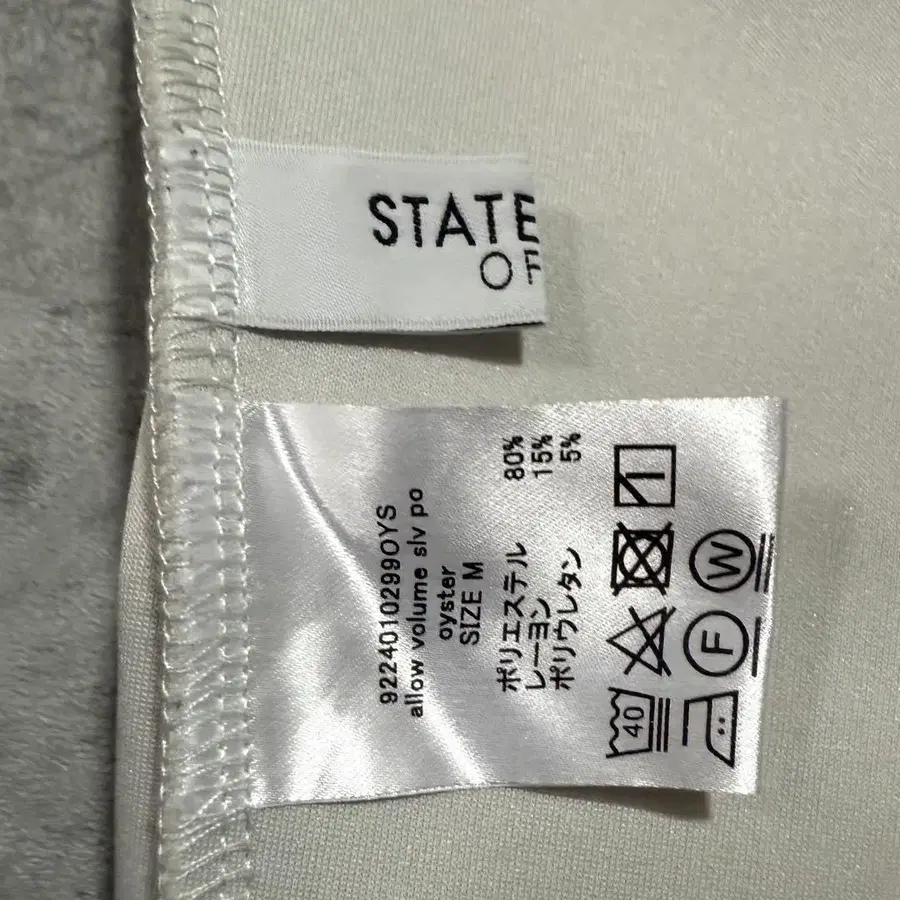 STATE
OF
9224010299OYS
allow volume slv po
oyster
SIZE M
ポリエステル 80%
レーヨン 15%
ポリウレタン 5%
40
F
W